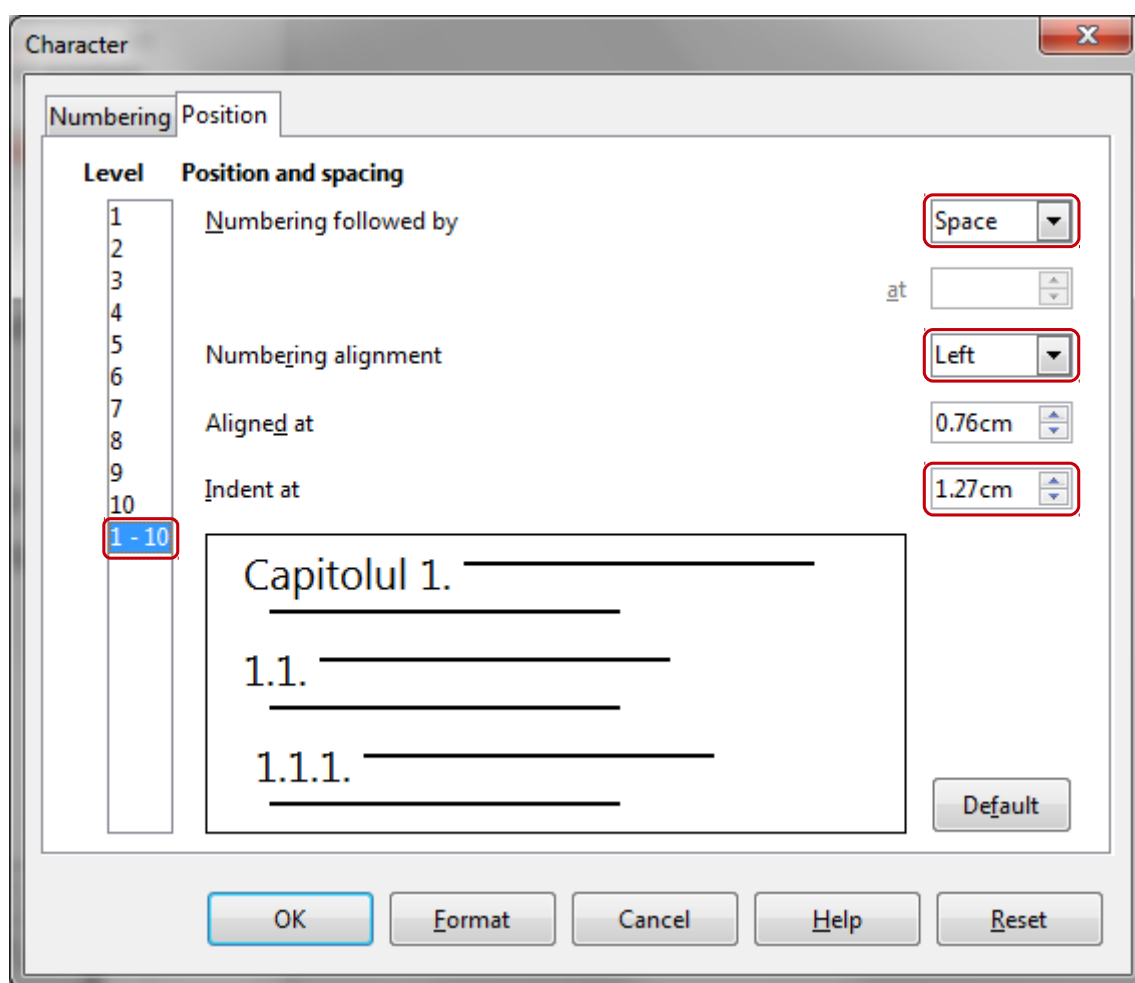 Character
Numbering Position
Level Position and spacing
1
Numbering followed by Space
2
3
at
4
5
Numbering alignment Left
6
7
Aligned at 0.76cm
8
9
Indent at 1.27cm
10
1 - 10
Capitolul 1.
1.1.
1.1.1.
Default
OK Format Cancel Help Reset